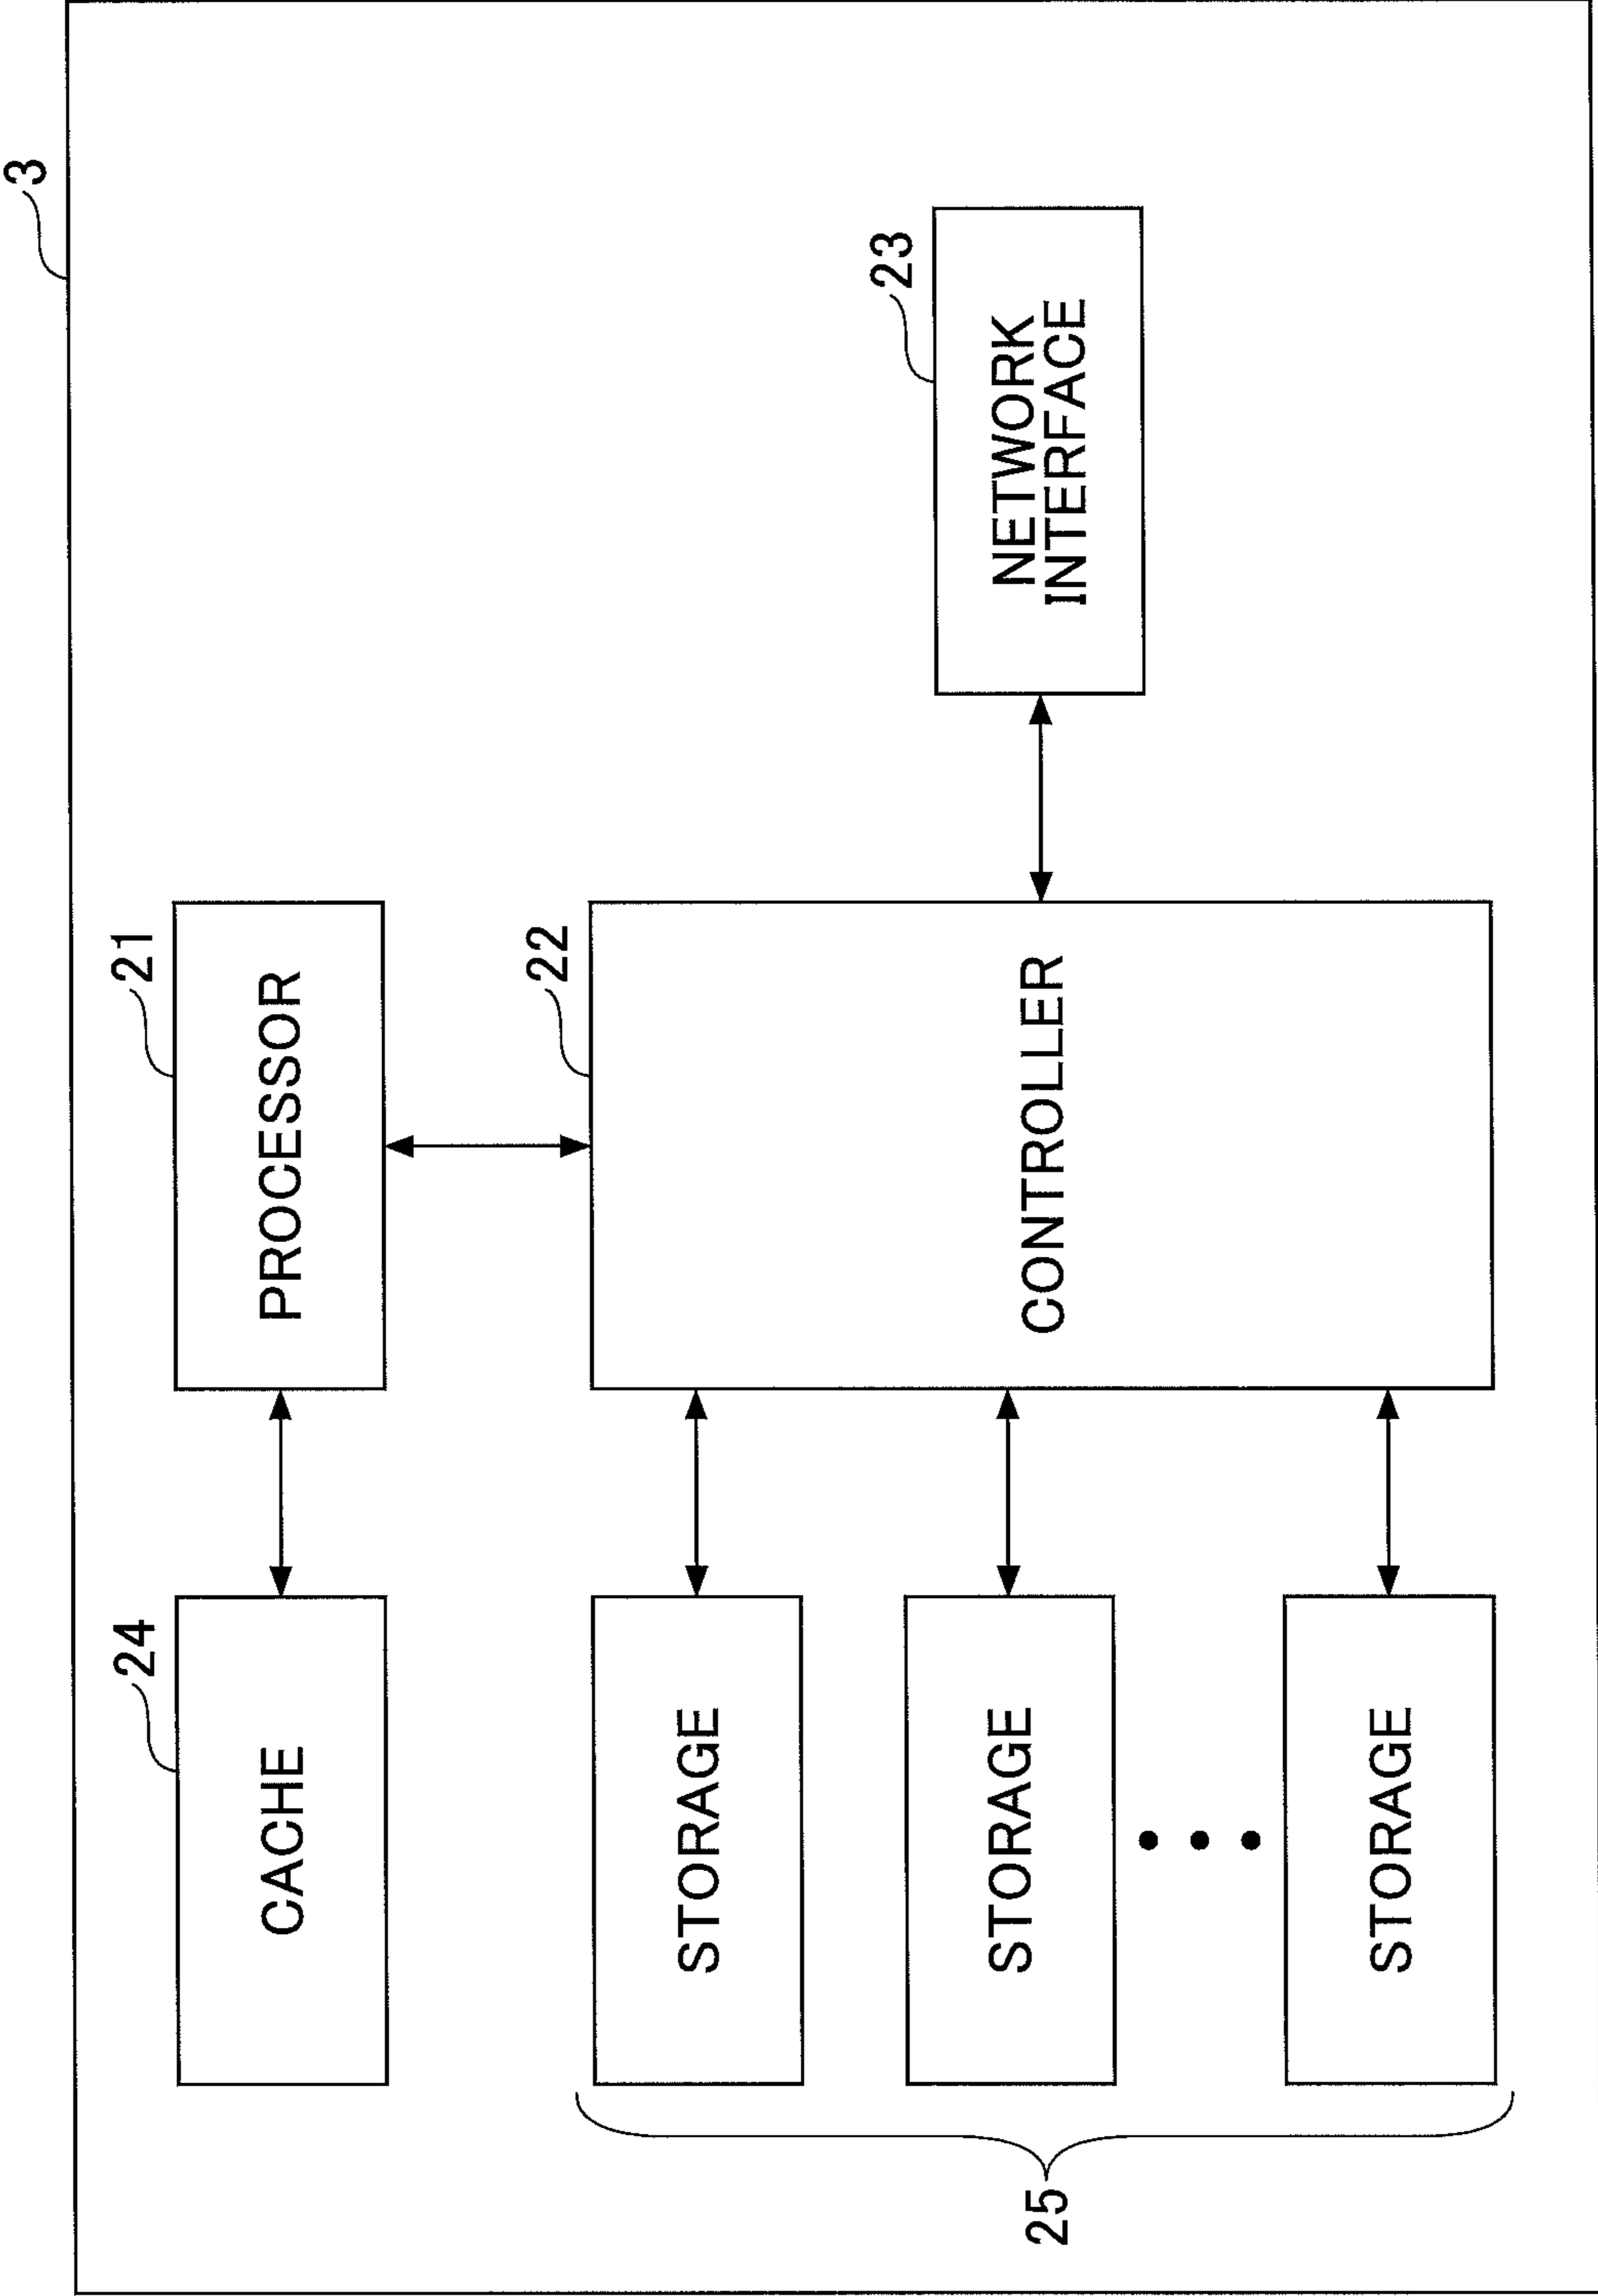 3
24
CACHE
21
PROCESSOR
25
STORAGE
STORAGE
STORAGE
22
CONTROLLER
23
NETWORK
INTERFACE